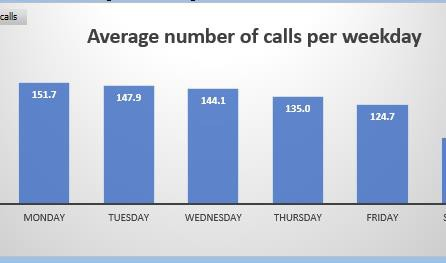 calls
Average number of calls per weekday
151.7
147.9
144.1
135.0
124.7
MONDAY
TUESDAY
WEDNESDAY
THURSDAY
FRIDAY